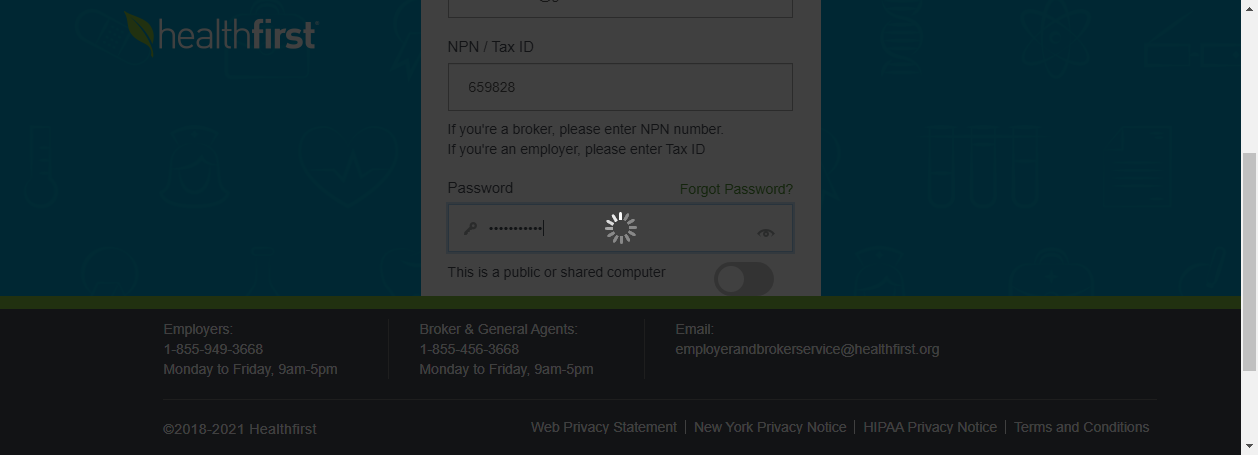 healthfirst
NPN / Tax ID
659828
If you're a broker, please enter NPN number.
If you're an employer, please enter Tax ID
Password
Forgot Password?
•••••••••••
This is a public or shared computer
Employers:
1-855-949-3668
Monday to Friday, 9am-5pm
Broker & General Agents:
1-855-456-3668
Monday to Friday, 9am-5pm
Email:
employerandbrokerservice@healthfirst.org
©2018-2021 Healthfirst
Web Privacy Statement | New York Privacy Notice | HIPAA Privacy Notice | Terms and Conditions